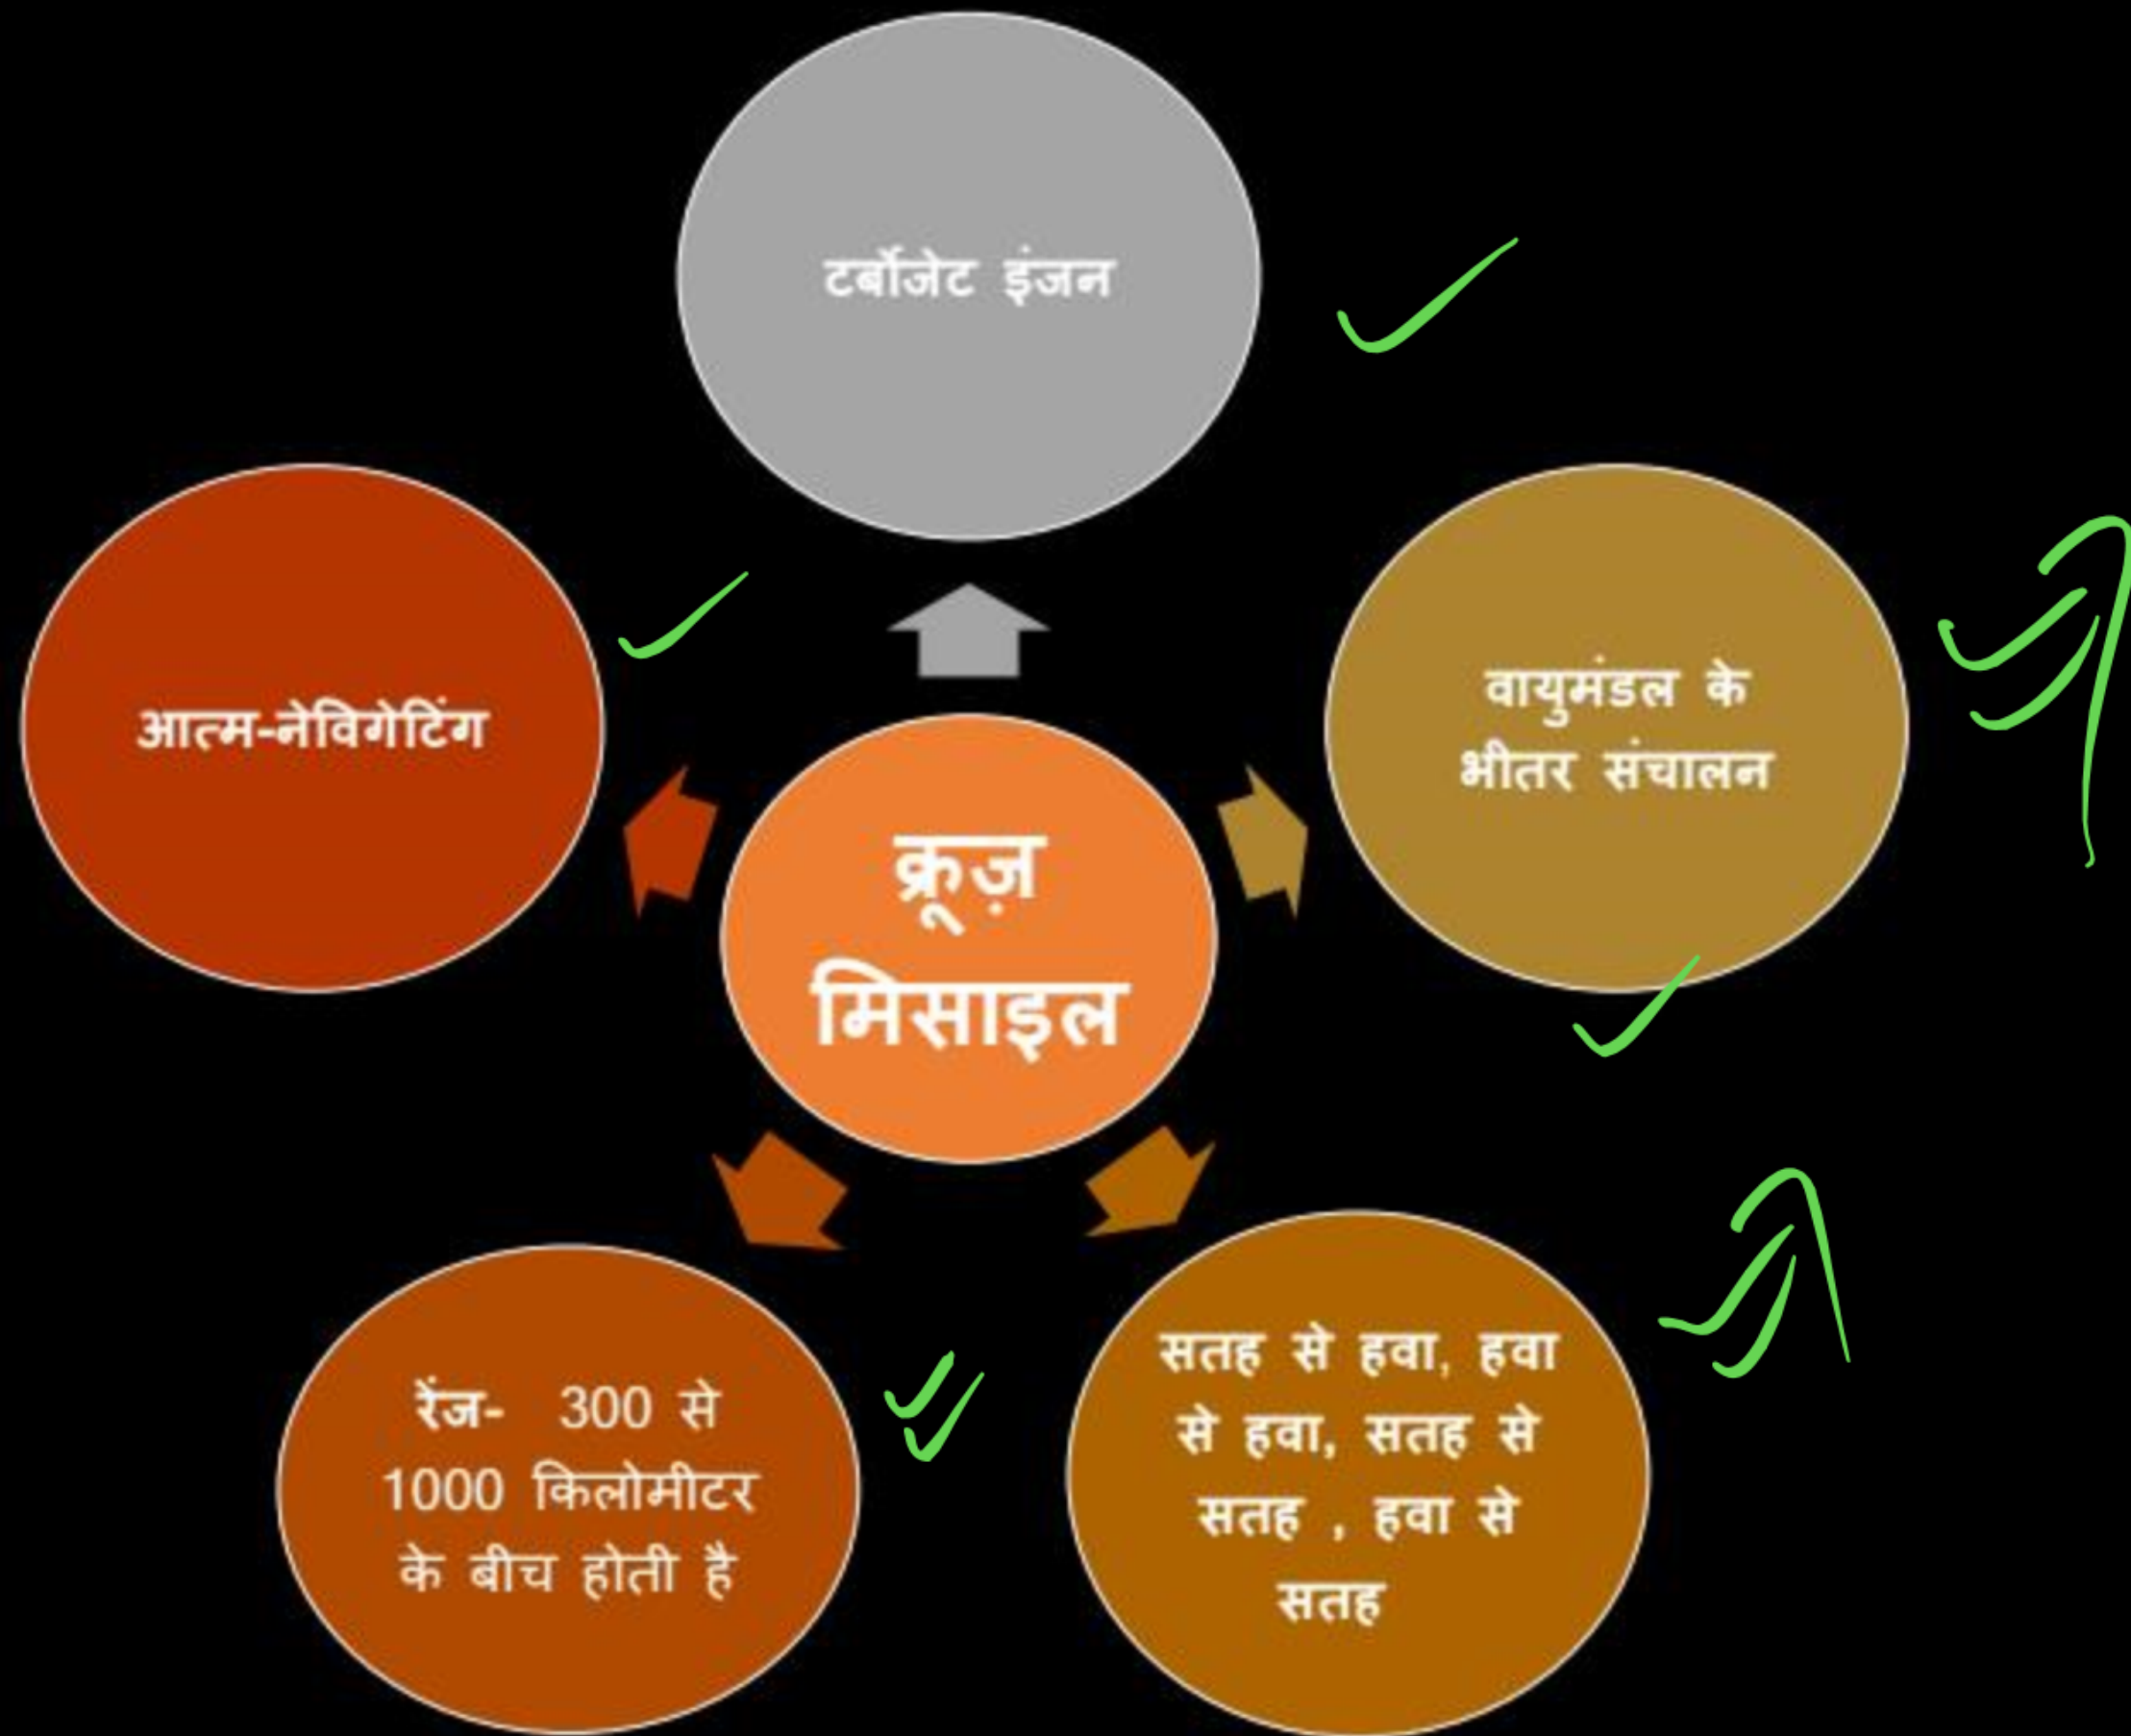 टर्बोजेट इंजन
आत्म-नेविगेटिंग
वायुमंडल के
भीतर संचालन
क्रूज़
मिसाइल
रेंज- 300 से
1000 किलोमीटर
के बीच होती है
सतह से हवा, हवा
से हवा, सतह से
सतह , हवा से
सतह